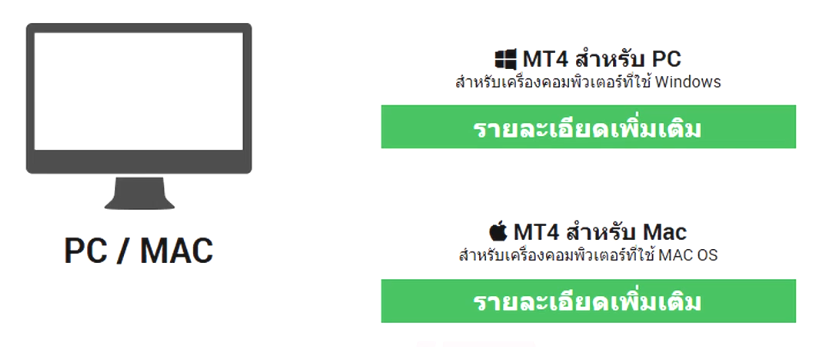 PC / MAC
MT4 สำหรับ PC
สำหรับเครื่องคอมพิวเตอร์ที่ใช้ Windows
รายละเอียดเพิ่มเติม
MT4 สำหรับ Mac
สำหรับเครื่องคอมพิวเตอร์ที่ใช้ MAC OS
รายละเอียดเพิ่มเติม